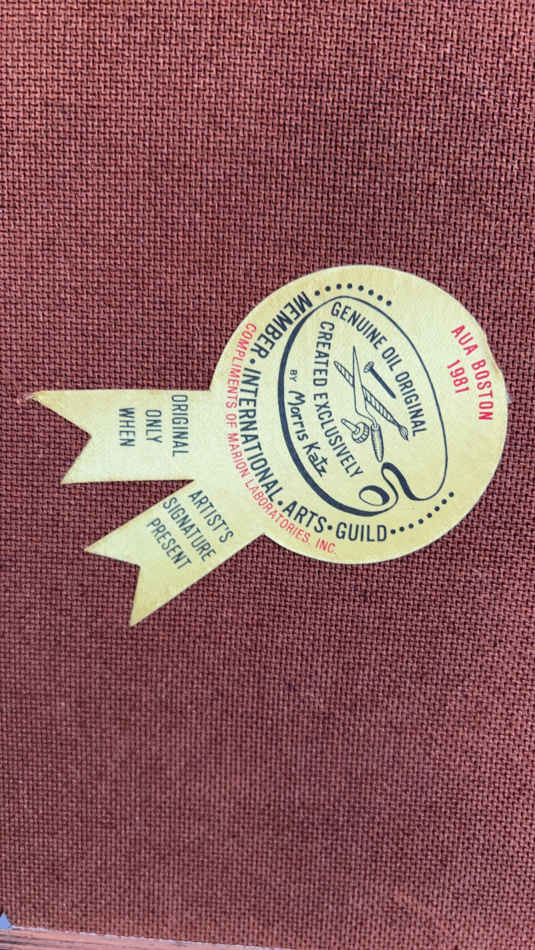 AUA BOSTON
1981
GENUINE OIL ORIGINAL
CREATED EXCLUSIVELY
BY Morris Katz
MEMBER • INTERNATIONAL • ARTS • GUILD
COMPLIMENTS OF MARION LABORATORIES, INC.
ORIGINAL
ONLY
WHEN
ARTIST'S
SIGNATURE
PRESENT